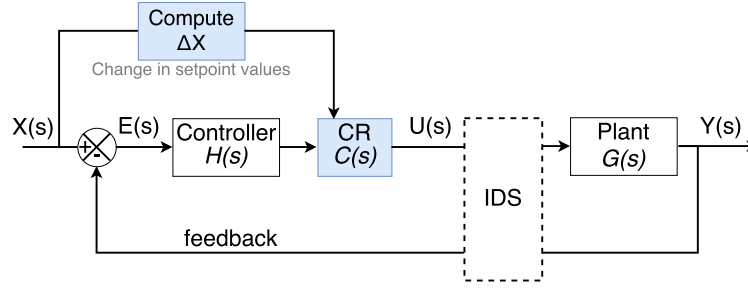 Compute
ΔX
Change in setpoint values
X(s)
+
-
E(s)
Controller
H(s)
CR
C(s)
U(s)
IDS
Plant
G(s)
Y(s)
feedback